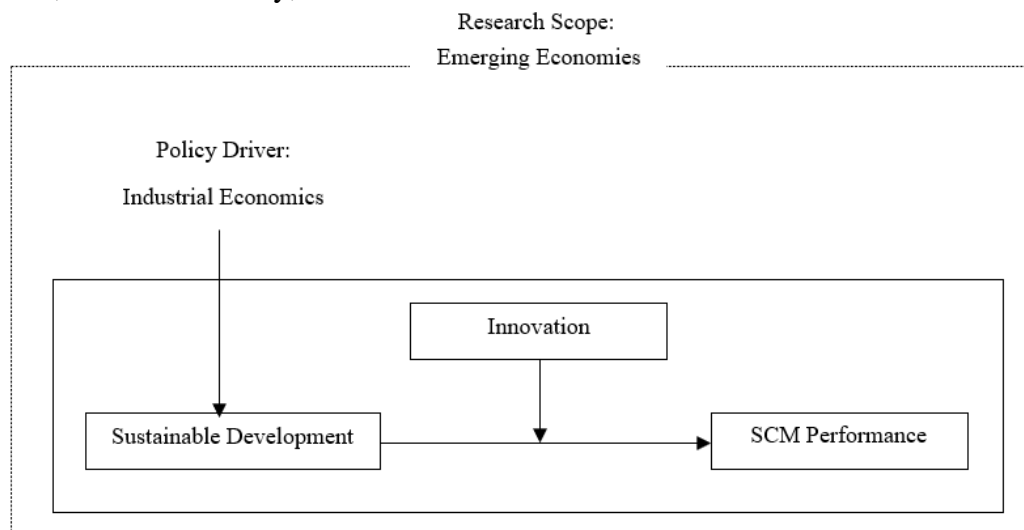 Research Scope:
Emerging Economies
Policy Driver:
Industrial Economics
Innovation
Sustainable Development
SCM Performance